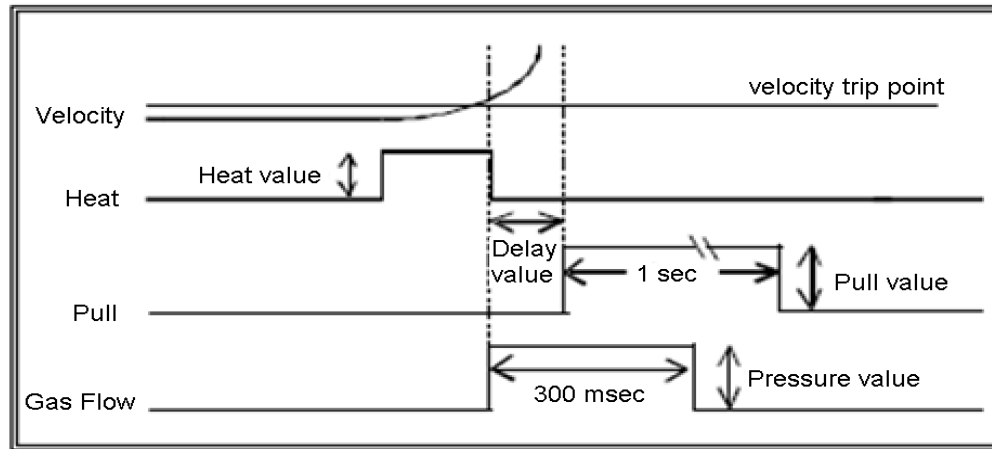 velocity trip point
Velocity
Heat value
Heat
Delay
value
1 sec
Pull value
Pull
300 msec
Pressure value
Gas Flow